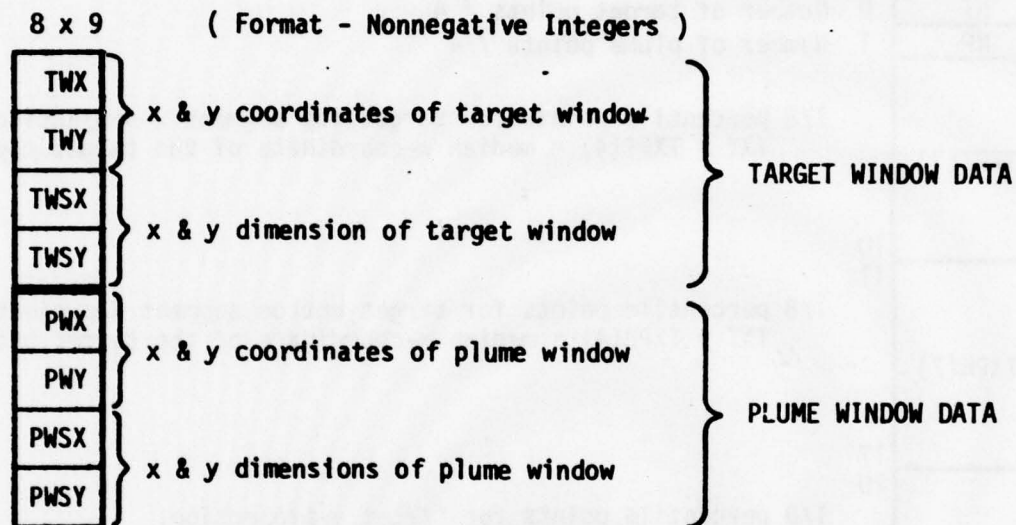 8 x 9 ( Format - Nonnegative Integers )
TWX
x & y coordinates of target window
TWY
TARGET WINDOW DATA
TWSX
x & y dimension of target window
TWSY
PWX
x & y coordinates of plume window
PWY
PLUME WINDOW DATA
PWSX
x & y dimensions of plume window
PWSY